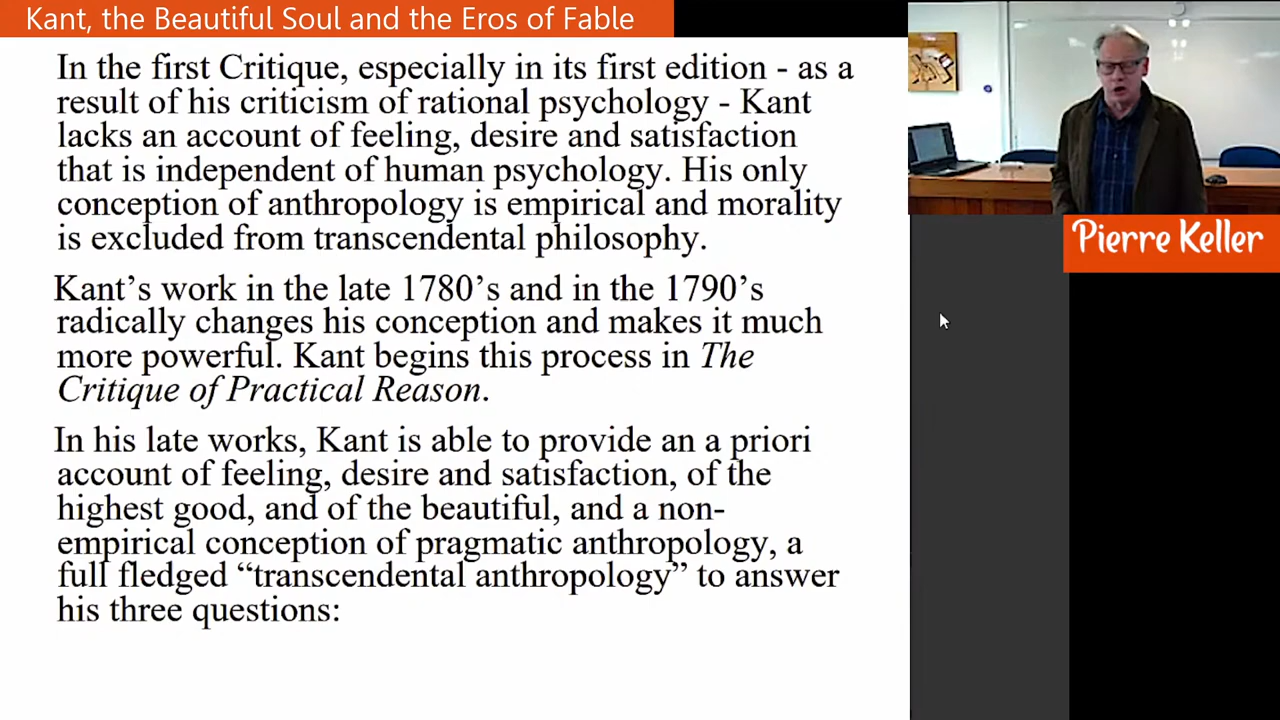 Kant, the Beautiful Soul and the Eros of Fable
In the first Critique, especially in its first edition - as a
result of his criticism of rational psychology - Kant
lacks an account of feeling, desire and satisfaction
that is independent of human psychology. His only
conception of anthropology is empirical and morality
is excluded from transcendental philosophy.
Kant’s work in the late 1780’s and in the 1790’s
radically changes his conception and makes it much
more powerful. Kant begins this process in The
Critique of Practical Reason.
In his late works, Kant is able to provide an a priori
account of feeling, desire and satisfaction, of the
highest good, and of the beautiful, and a non-
empirical conception of pragmatic anthropology, a
full fledged “transcendental anthropology” to answer
his three questions:
Pierre Keller